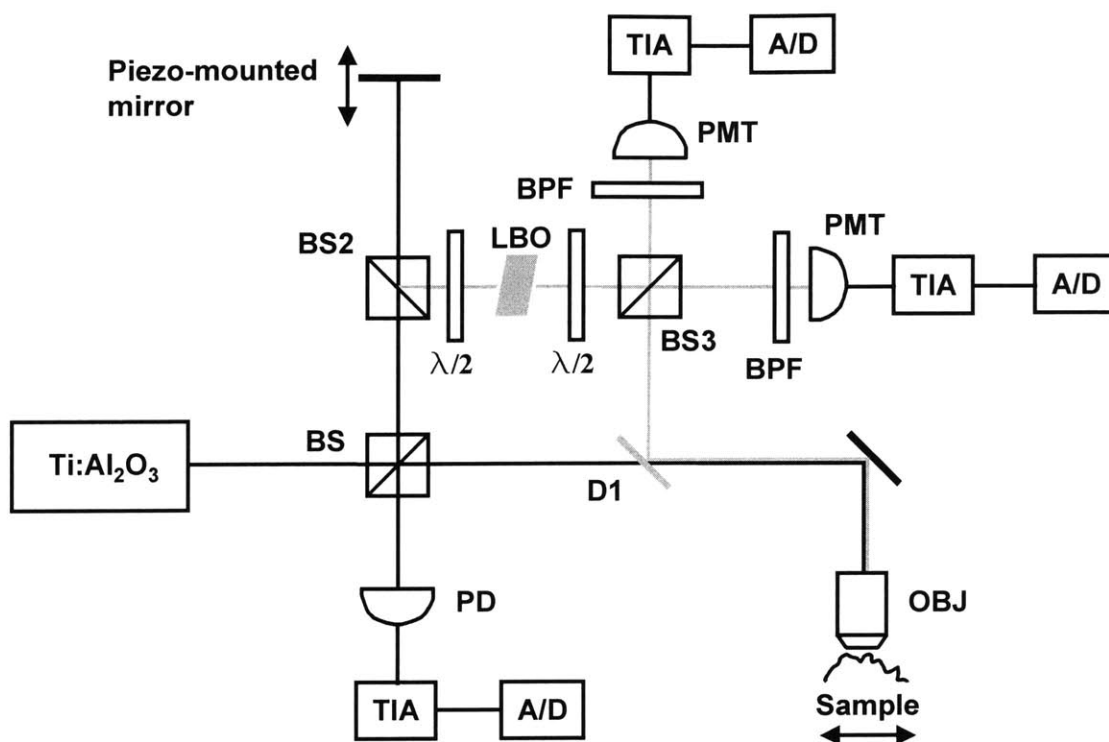 TIA
A/D
Piezo-mounted
mirror
PMT
BPF
PMT
BS2
LBO
TIA
A/D
BS3
λ/2
λ/2
BPF
BS
Ti:Al₂O₃
D1
PD
OBJ
TIA
A/D
Sample